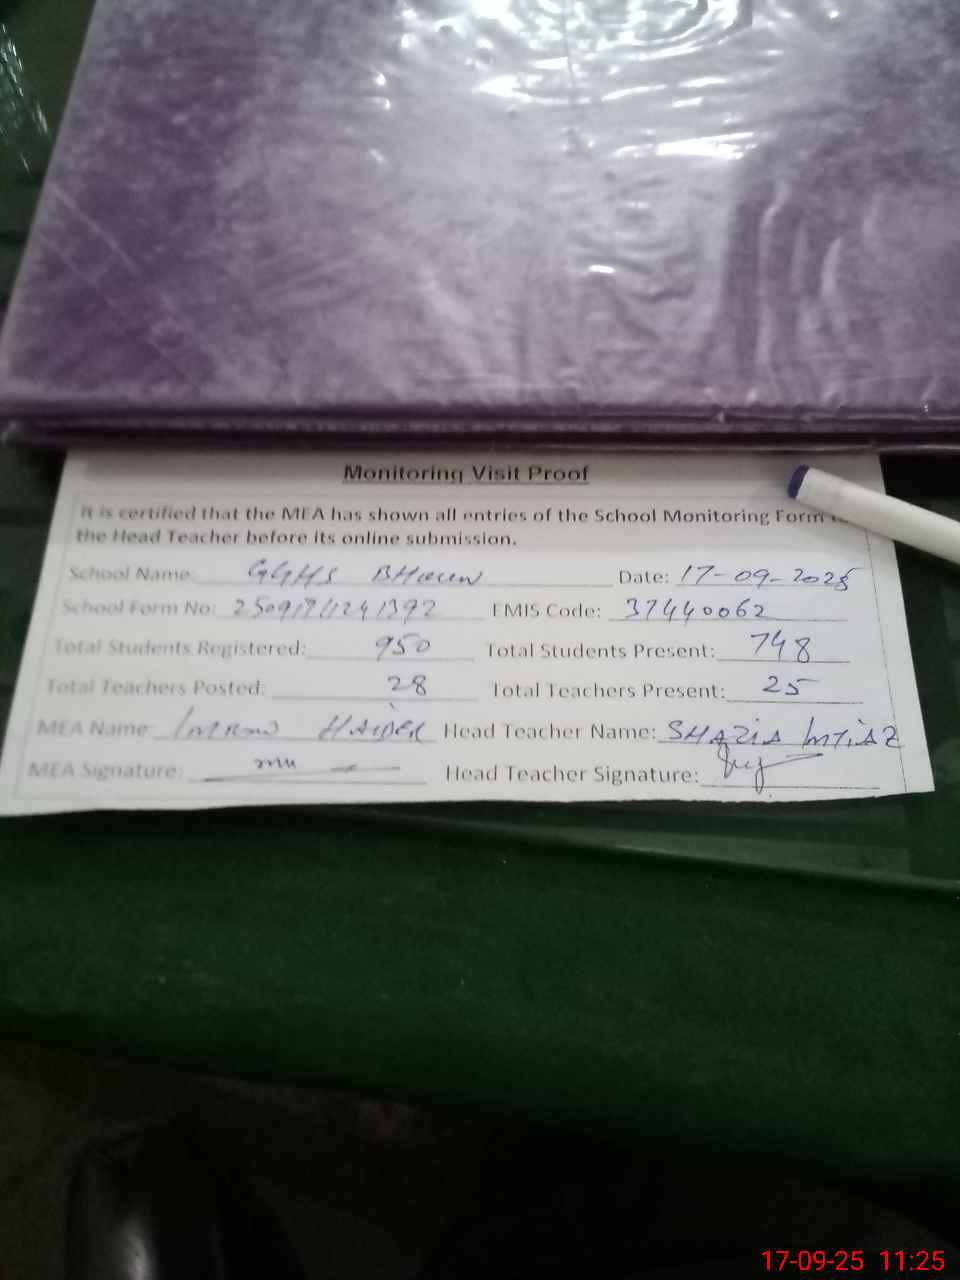 Monitoring Visit Proof
It is certified that the MEA has shown all entries of the School Monitoring Form to
the Head Teacher before its online submission.
School Name: GGHS BHOUN Date: 17-09-2025
School Form No: EMIS Code: 37440062
Total Students Registered: 950 Total Students Present: 748
Total Teachers Posted: 28 Total Teachers Present: 25
MEA Name: IMRAN HAIDER Head Teacher Name: SHAZIA IMTIAZ
MEA Signature: Head Teacher Signature:
17-09-25 11:25